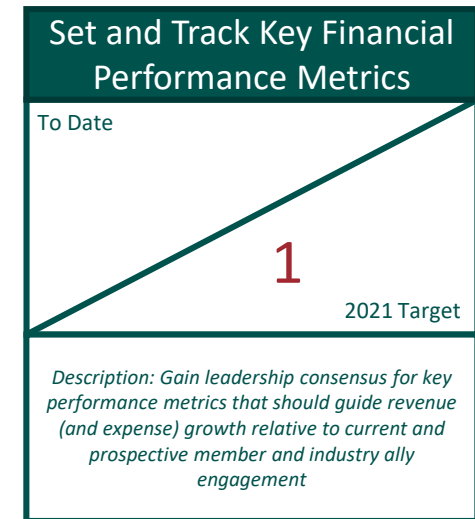 Set and Track Key Financial
Performance Metrics
To Date
1
2021 Target
Description: Gain leadership consensus for key
performance metrics that should guide revenue
(and expense) growth relative to current and
prospective member and industry ally
engagement